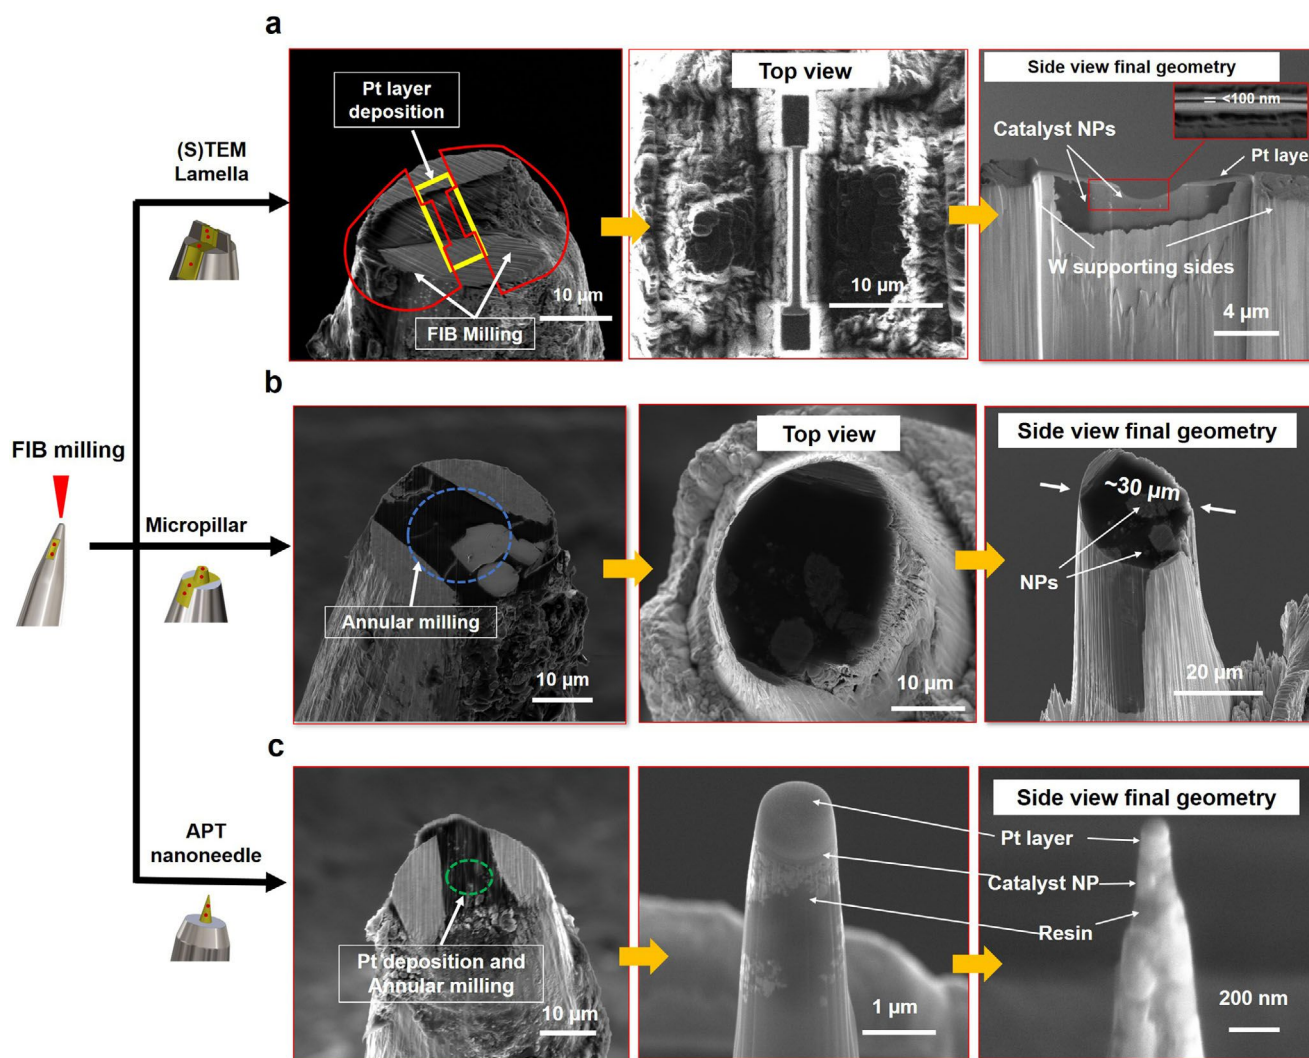 a
Pt layer
deposition
FIB Milling
10 µm
Top view
10 µm
Side view final geometry
= <100 nm
Catalyst NPs
Pt layer
W supporting sides
4 µm
(S)TEM
Lamella
b
FIB milling
Micropillar
Annular milling
10 µm
Top view
10 µm
Side view final geometry
~30 µm
NPs
20 µm
c
APT
nanoneedle
Pt deposition and
Annular milling
10 µm
1 µm
Side view final geometry
Pt layer
Catalyst NP
Resin
200 nm